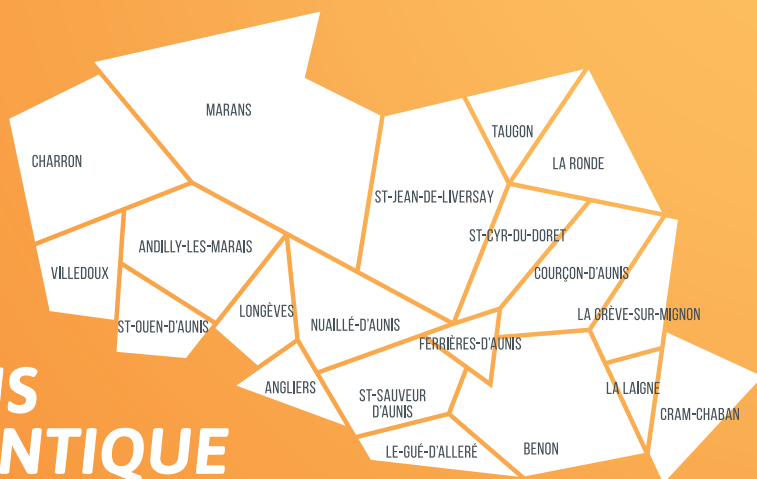 MARANS
TAUGON
CHARRON
LA RONDE
ST-JEAN-DE-LIVERSAY
ST-CYR-DU-DORET
ANDILLY-LES-MARAIS
VILLEDOUX
COURÇON-D'AUNIS
LONGÈVES
LA GRÈVE-SUR-MIGNON
ST-OUEN-D'AUNIS
NUAILLÉ-D'AUNIS
FERRIÈRES-D'AUNIS
ANGLIERS
LA LAIGNE
ST-SAUVEUR
D'AUNIS
CRAM-CHABAN
LE-GUÉ-D'ALLERÉ
BENON
IS
NTIQUE